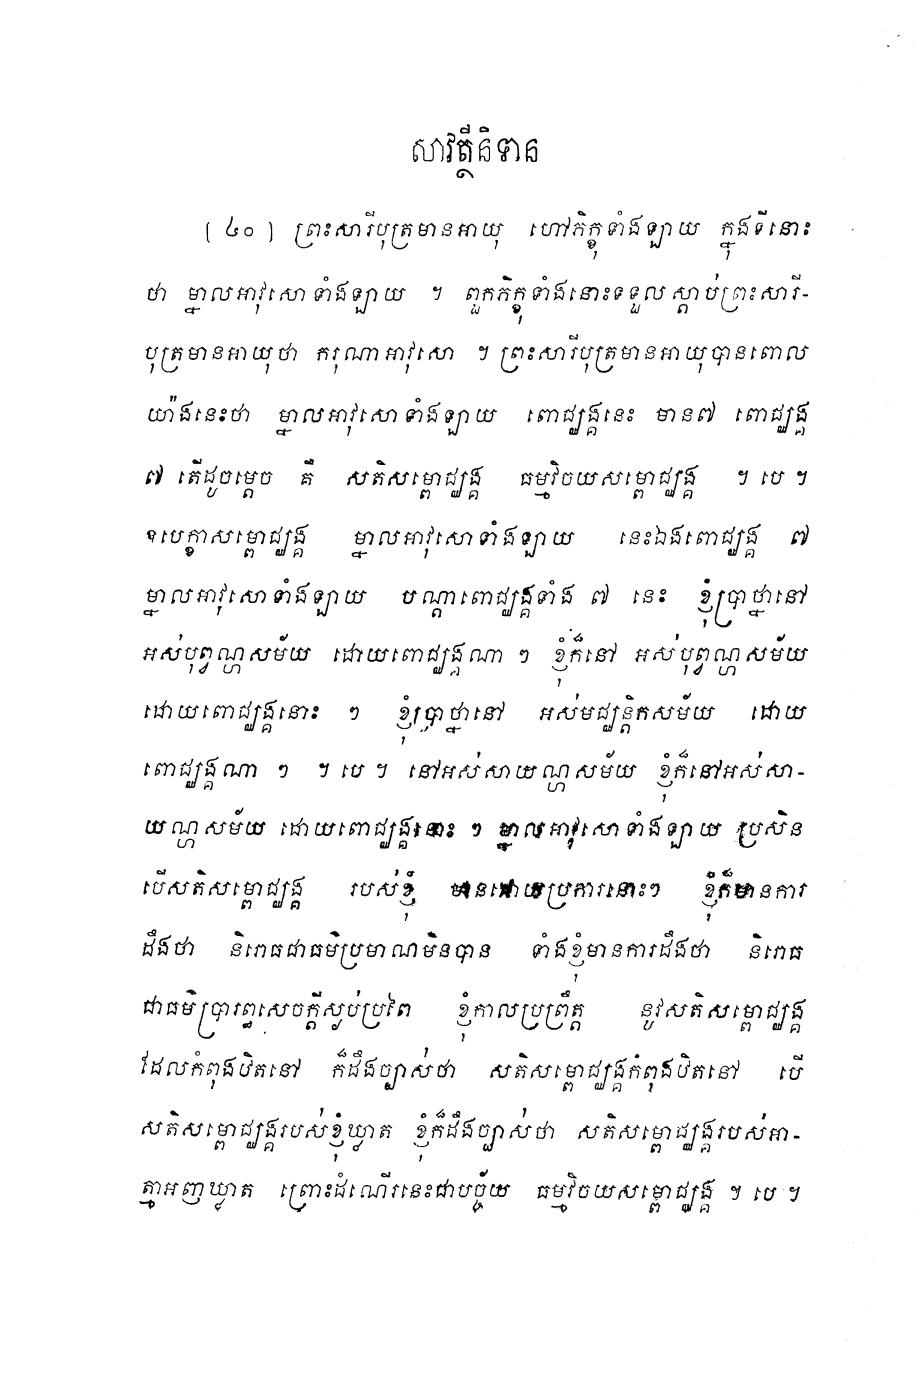 សាវត្ថីនិទាន
( ៤០ ) ព្រះសារីបុត្រមានអាយុ ហៅភិក្ខុទាំងឡាយ ក្នុងទីនោះ
ថា ម្នាលអាវុសោទាំងឡាយ ។ ពួកភិក្ខុទាំងនោះទទួលស្តាប់ព្រះសារី-
បុត្រមានអាយុថា ករុណាអាវុសោ ។ ព្រះសារីបុត្រមានអាយុបានពោល
យ៉ាងនេះថា ម្នាលអាវុសោទាំងឡាយ ពោជ្ឈង្គនេះ មាន៧ ពោជ្ឈង្គ
៧ តើដូចម្តេច គឺ សតិសម្ពោជ្ឈង្គ ធម្មវិចយសម្ពោជ្ឈង្គ ។ បេ ។
ឧបេក្ខាសម្ពោជ្ឈង្គ ម្នាលអាវុសោទាំងឡាយ នេះឯងពោជ្ឈង្គ ៧
ម្នាលអាវុសោទាំងឡាយ បណ្តាពោជ្ឈង្គទាំង ៧ នេះ ខ្ញុំប្រាថ្នានៅ
អស់បុព្វណ្ហសម័យ ដោយពោជ្ឈង្គណា ៗ ខ្ញុំក៏នៅ អស់បុព្វណ្ហសម័យ
ដោយពោជ្ឈង្គនោះ ៗ ខ្ញុំប្រាថ្នានៅ អស់មជ្ឈន្តិកសម័យ ដោយ
ពោជ្ឈង្គណា ៗ ។ បេ ។ នៅអស់សាយណ្ហសម័យ ខ្ញុំក៏នៅអស់សា-
យណ្ហសម័យ ដោយពោជ្ឈង្គនោះ ៗ ម្នាលអាវុសោទាំងឡាយ ប្រសិន
បើសតិសម្ពោជ្ឈង្គ របស់ខ្ញុំ មានដោយប្រការនោះៗ ខ្ញុំក៏មានការ
ដឹងថា និពោធជាធម៌ប្រមាណមិនបាន ទាំងខ្ញុំមានការដឹងថា និពោធ
ជាធម៌ប្រារព្ធសេចក្តីស្ងប់ប្រពៃ ខ្ញុំកាលប្រព្រឹត្ត នូវសតិសម្ពោជ្ឈង្គ
ដែលកំពុងឋិតនៅ ក៏ដឹងច្បាស់ថា សតិសម្ពោជ្ឈង្គកំពុងឋិតនៅ បើ
សតិសម្ពោជ្ឈង្គរបស់ខ្ញុំឃ្លាត ខ្ញុំក៏ដឹងច្បាស់ថា សតិសម្ពោជ្ឈង្គរបស់អា-
ត្មាអញឃ្លាត ព្រោះដំណើរនេះជាបច្ច័យ ធម្មវិចយសម្ពោជ្ឈង្គ ។ បេ ។